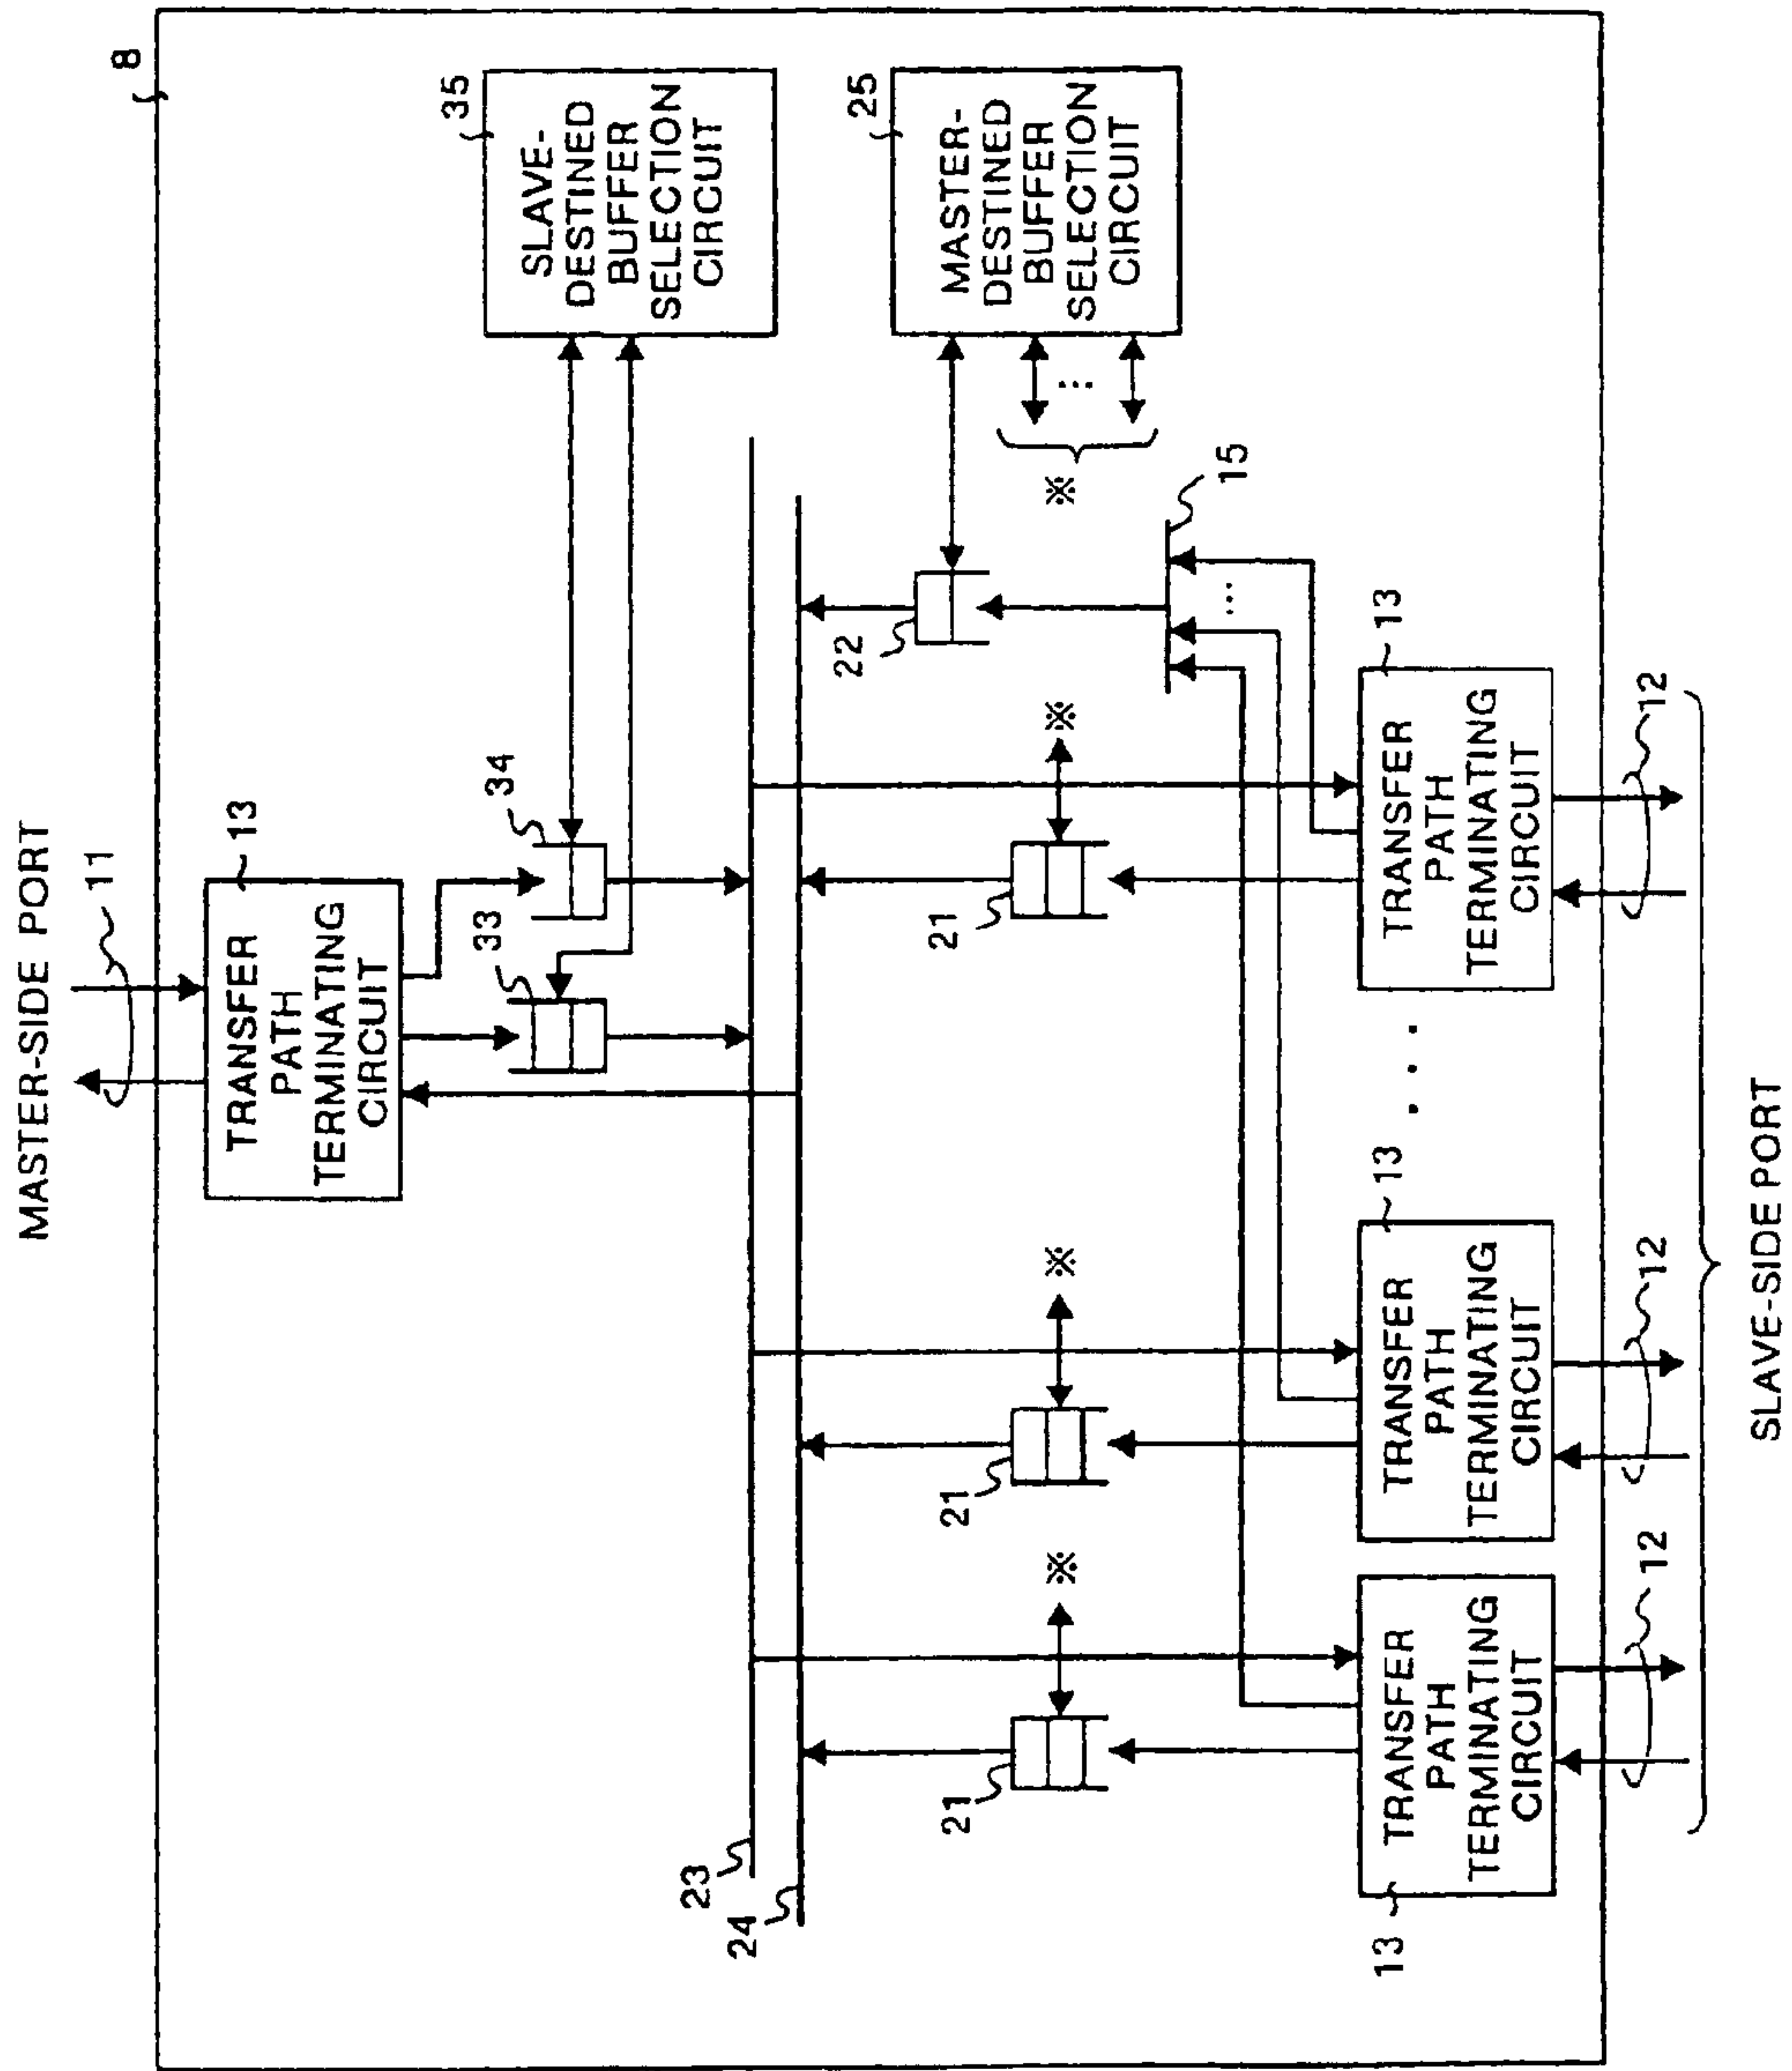 MASTER-SIDE PORT
11
8
TRANSFER
PATH
TERMINATING
CIRCUIT
13
33
34
SLAVE-
DESTINED
BUFFER
SELECTION
CIRCUIT
35
23
24
MASTER-
DESTINED
BUFFER
SELECTION
CIRCUIT
25
22
※
...
15
...
21
※
21
※
21
※
13
TRANSFER
PATH
TERMINATING
CIRCUIT
13
TRANSFER
PATH
TERMINATING
CIRCUIT
. . . .
13
TRANSFER
PATH
TERMINATING
CIRCUIT
12
12
12
SLAVE-SIDE PORT